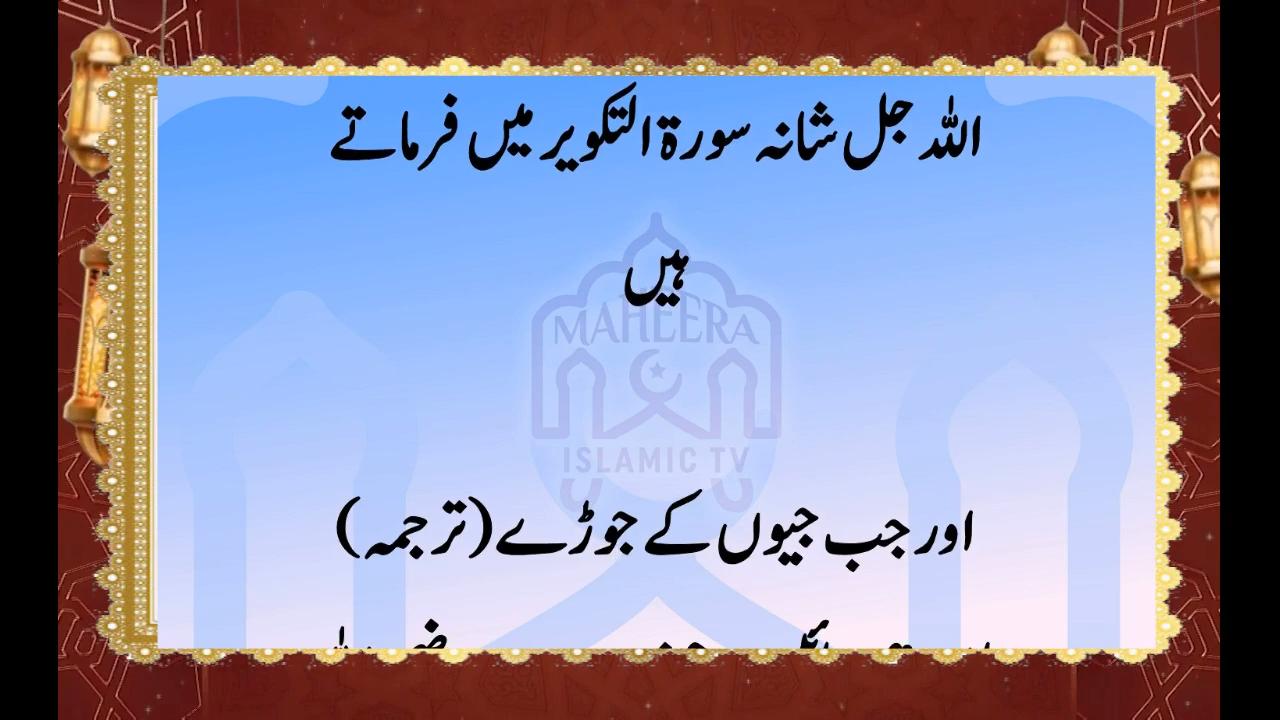 اللہ جل شانہ سورۃ التکویر میں فرماتے
ہیں
MAHEERA
ISLAMIC TV
اور جب جیوں کے جوڑے (ترجمہ)